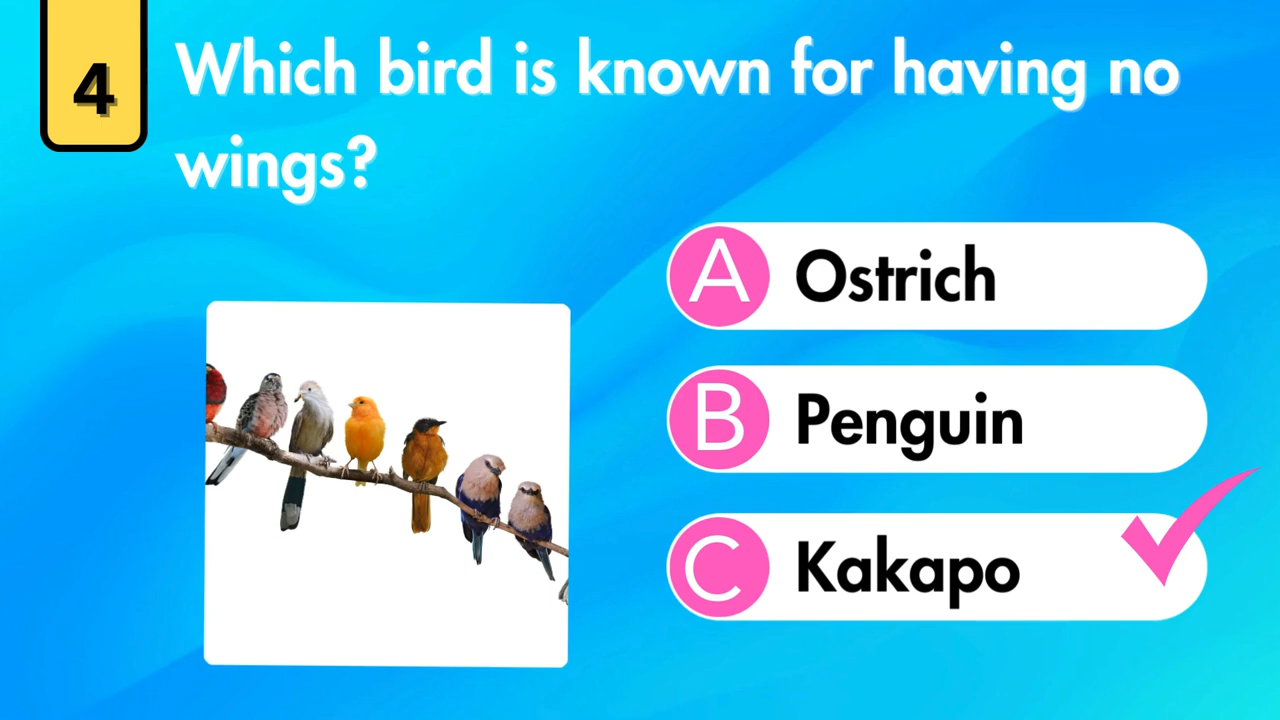 4
Which bird is known for having no
wings?
A Ostrich
B Penguin
C Kakapo